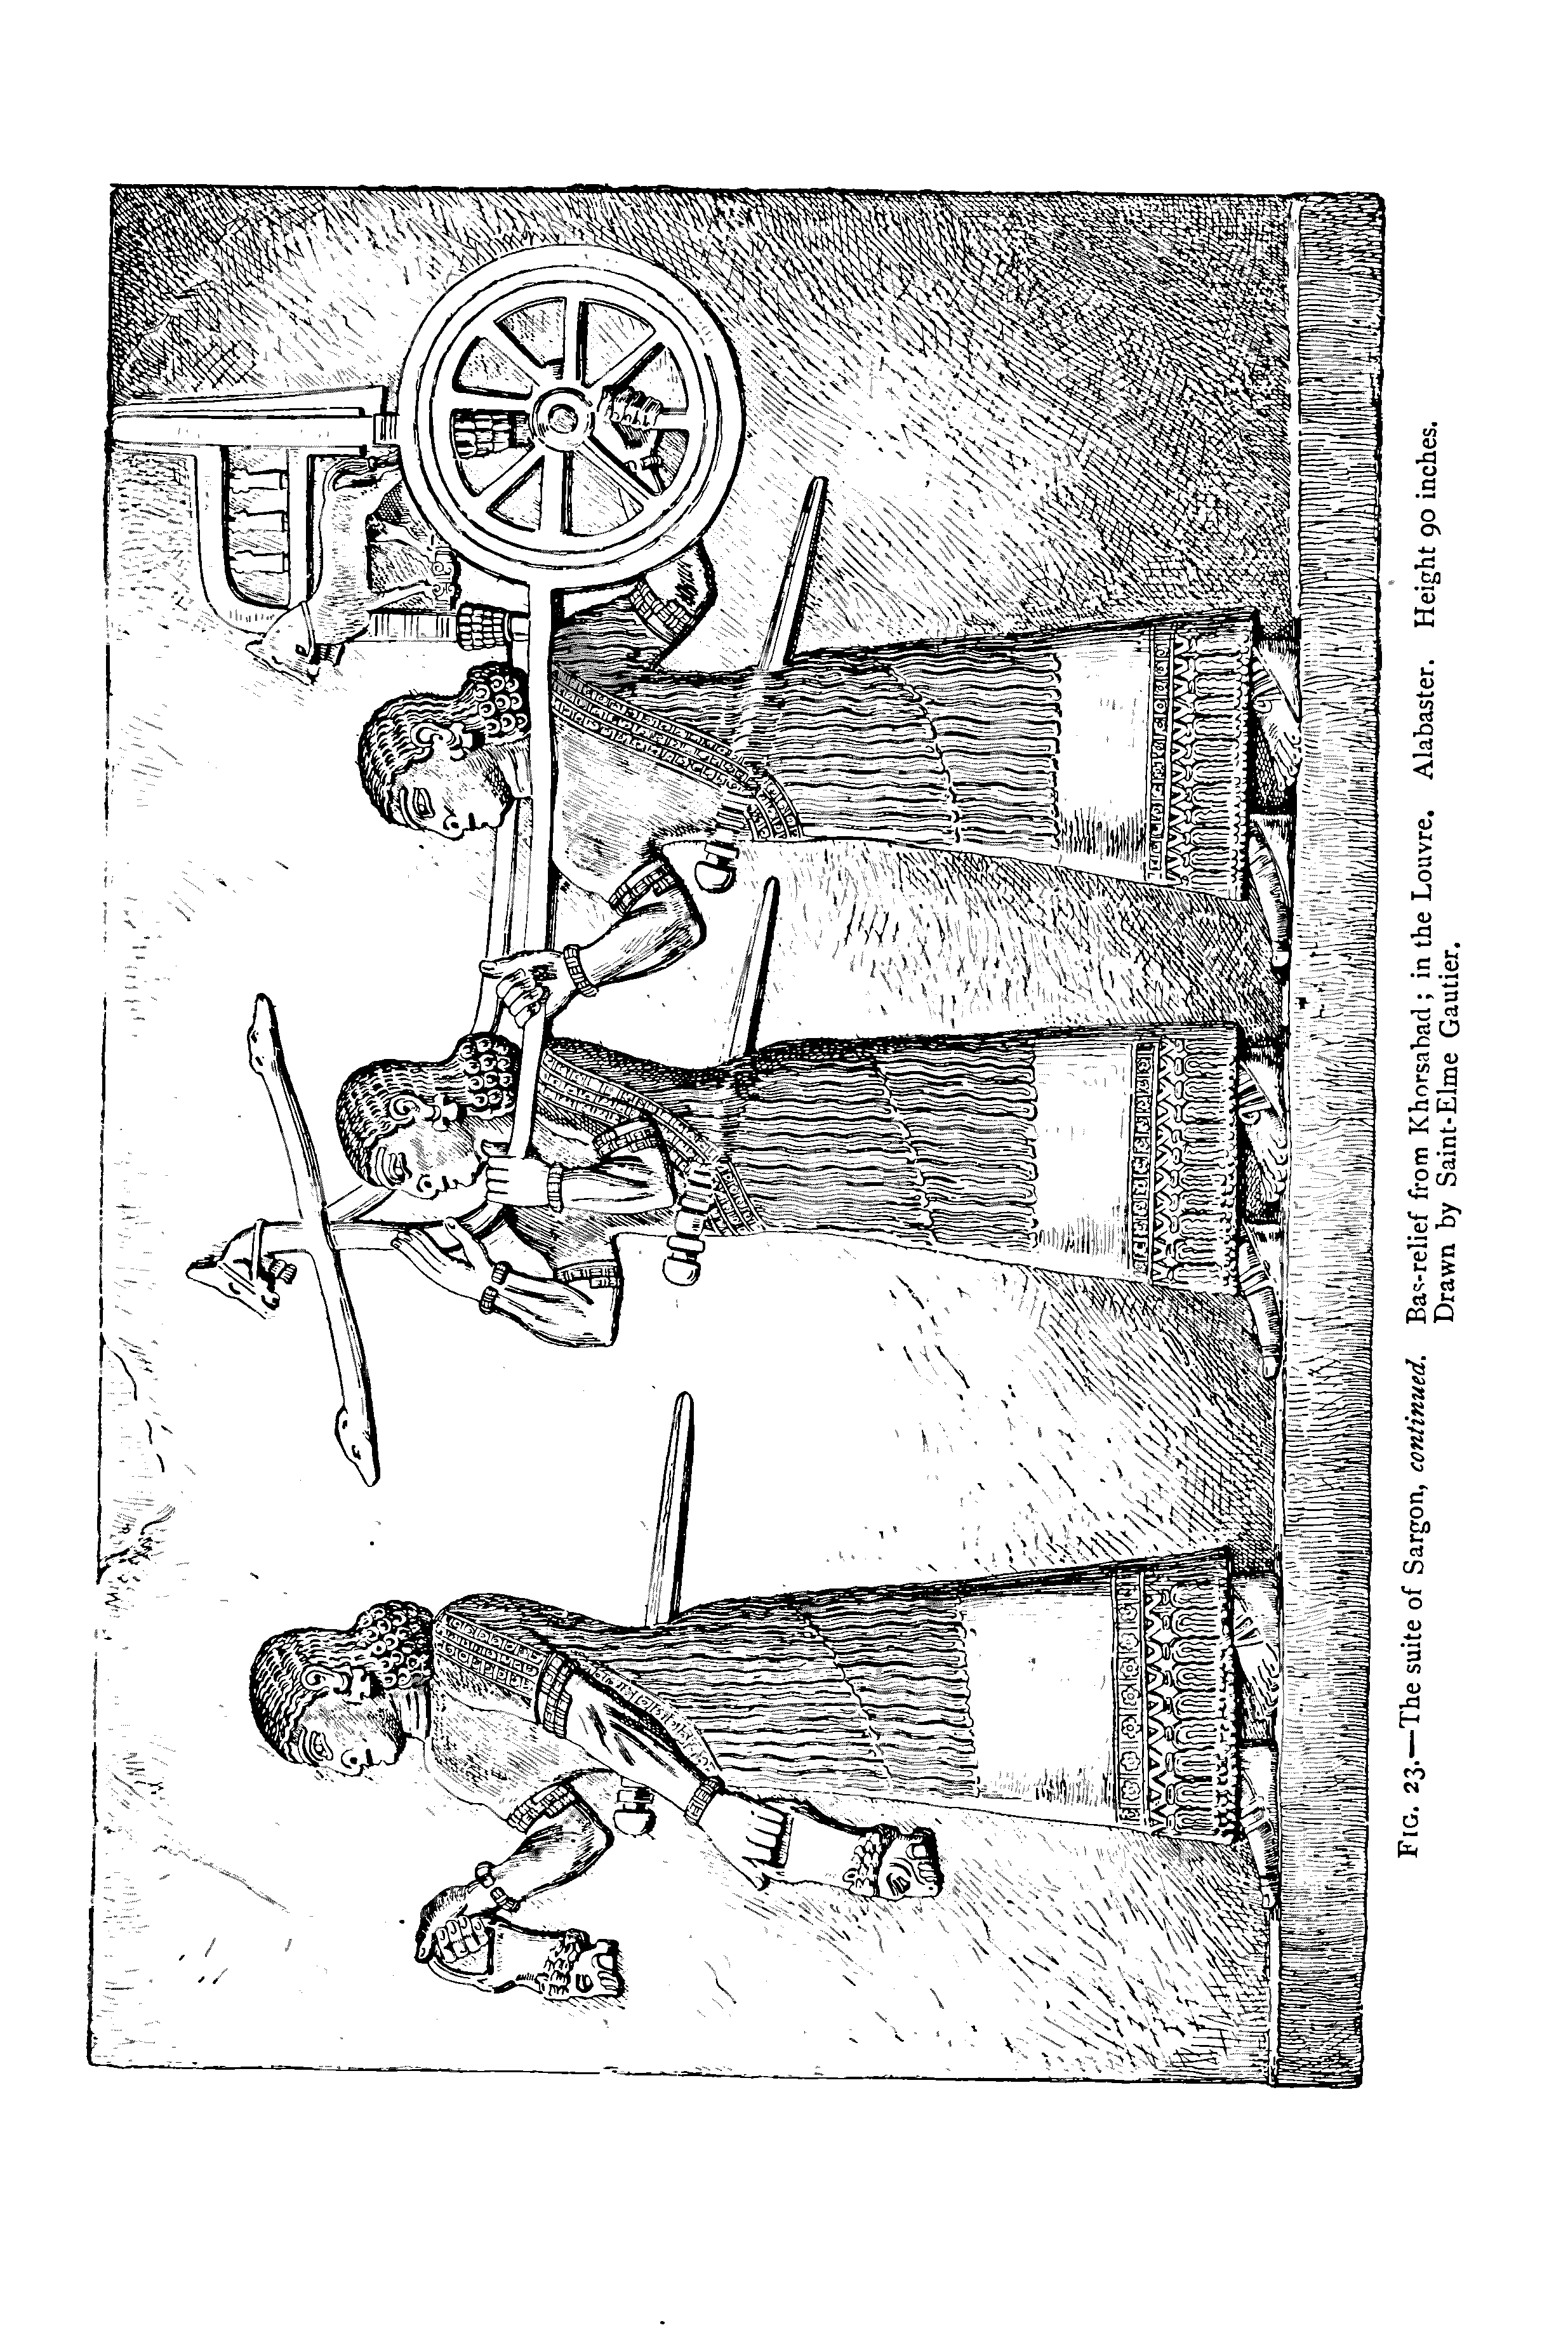 FIG. 23.—The suite of Sargon, continued. Bas-relief from Khorsabad; in the Louvre. Alabaster. Height 90 inches.
Drawn by Saint-Elme Gautier.